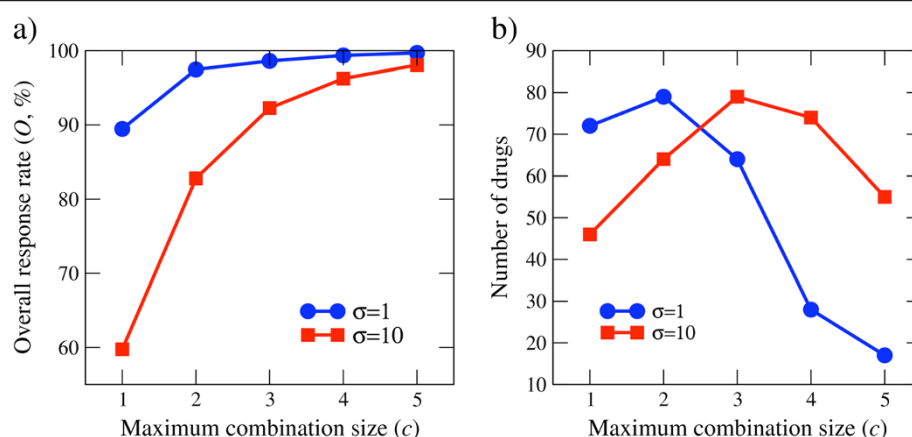 a)
100
90
80
70
60
Overall response rate (O, %)
1 2 3 4 5
Maximum combination size (c)
σ=1
σ=10
b)
90
80
70
60
50
40
30
20
10
Number of drugs
1 2 3 4 5
Maximum combination size (c)
σ=1
σ=10